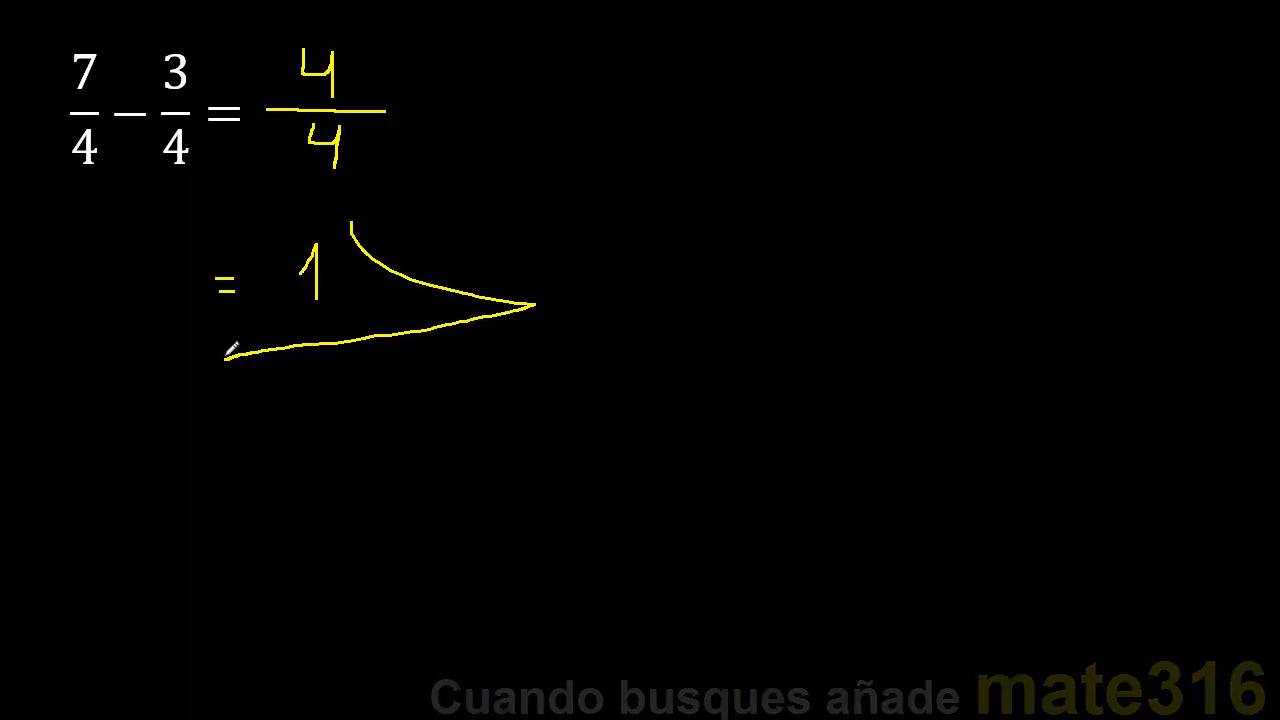 7/4 − 3/4 = 4/4
= 1
Cuando busques añade mate316